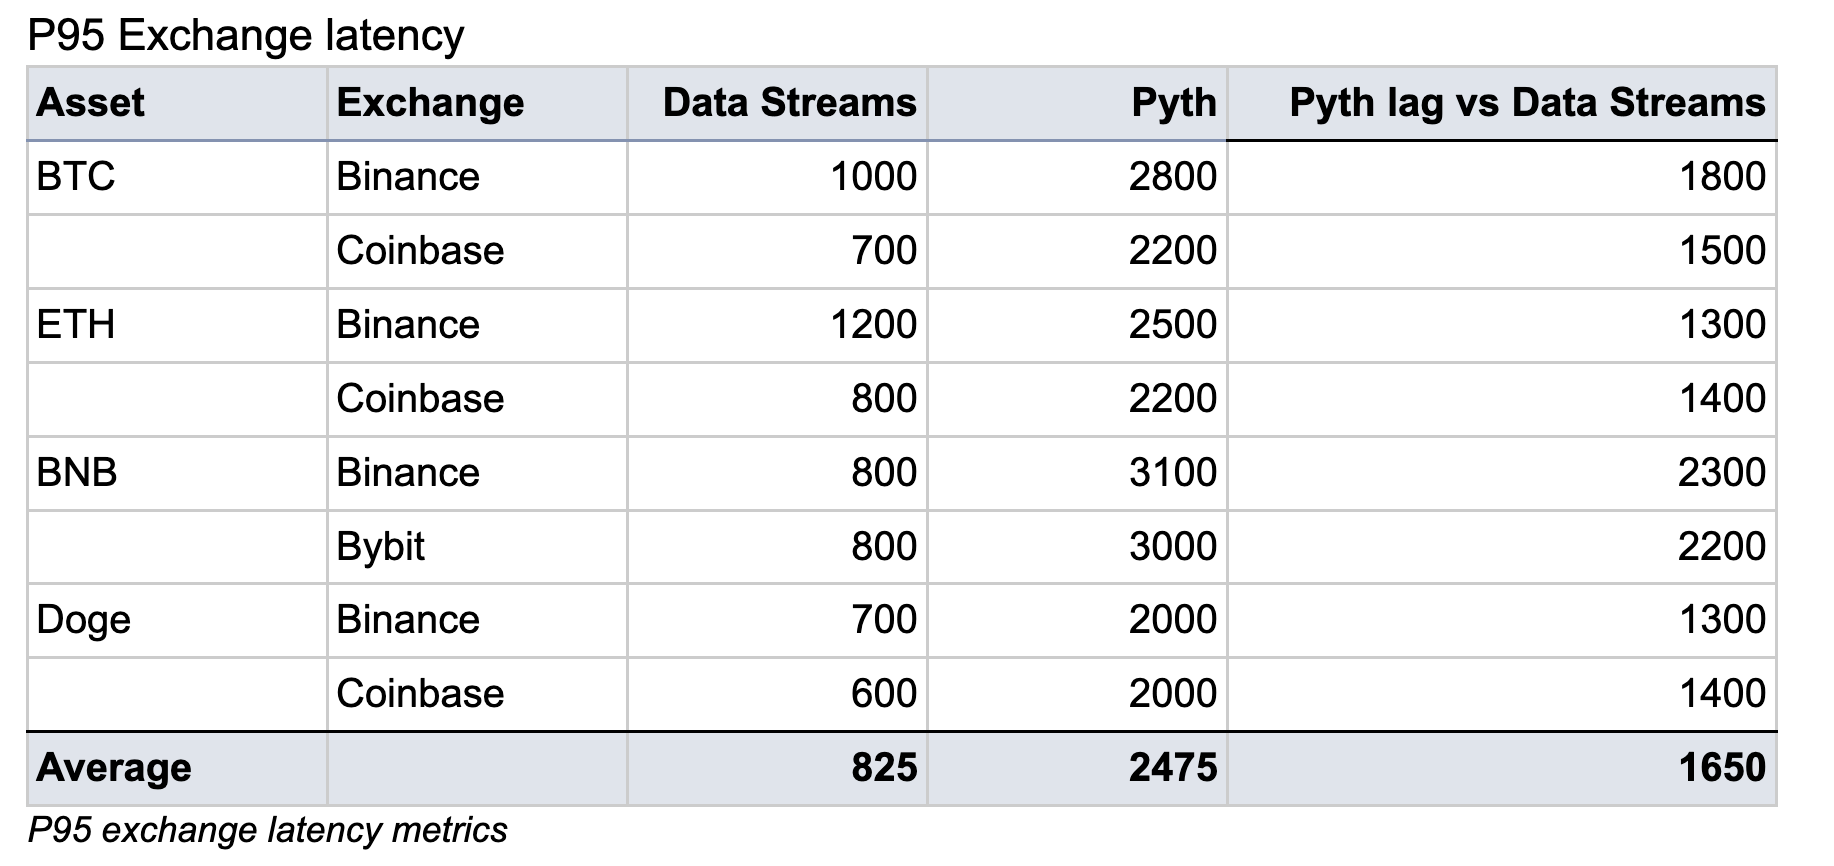 P95 Exchange latency
Asset Exchange Data Streams Pyth Pyth lag vs Data Streams
BTC Binance 1000 2800 1800
Coinbase 700 2200 1500
ETH Binance 1200 2500 1300
Coinbase 800 2200 1400
BNB Binance 800 3100 2300
Bybit 800 3000 2200
Doge Binance 700 2000 1300
Coinbase 600 2000 1400
Average 825 2475 1650
P95 exchange latency metrics